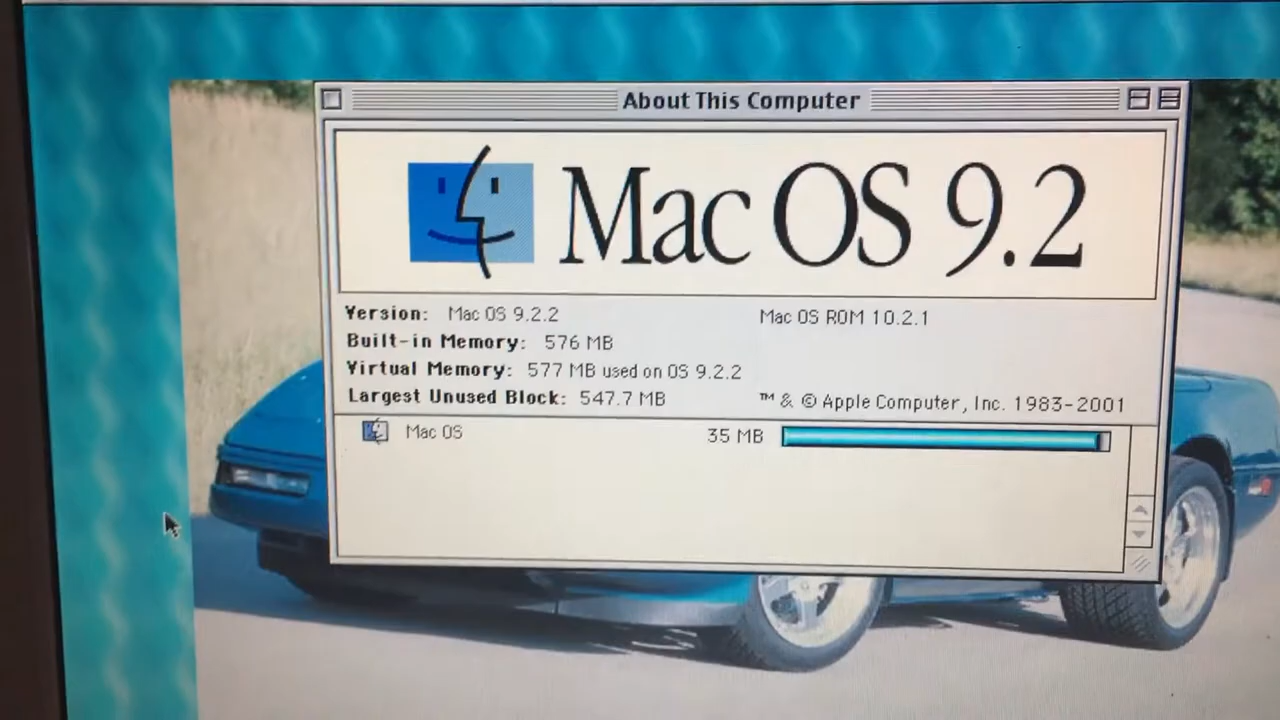 About This Computer
Mac OS 9.2
Version: Mac OS 9.2.2
Mac OS ROM 10.2.1
Built-in Memory: 576 MB
Virtual Memory: 577 MB used on OS 9.2.2
Largest Unused Block: 547.7 MB
™ & © Apple Computer, Inc. 1983-2001
Mac OS 35 MB